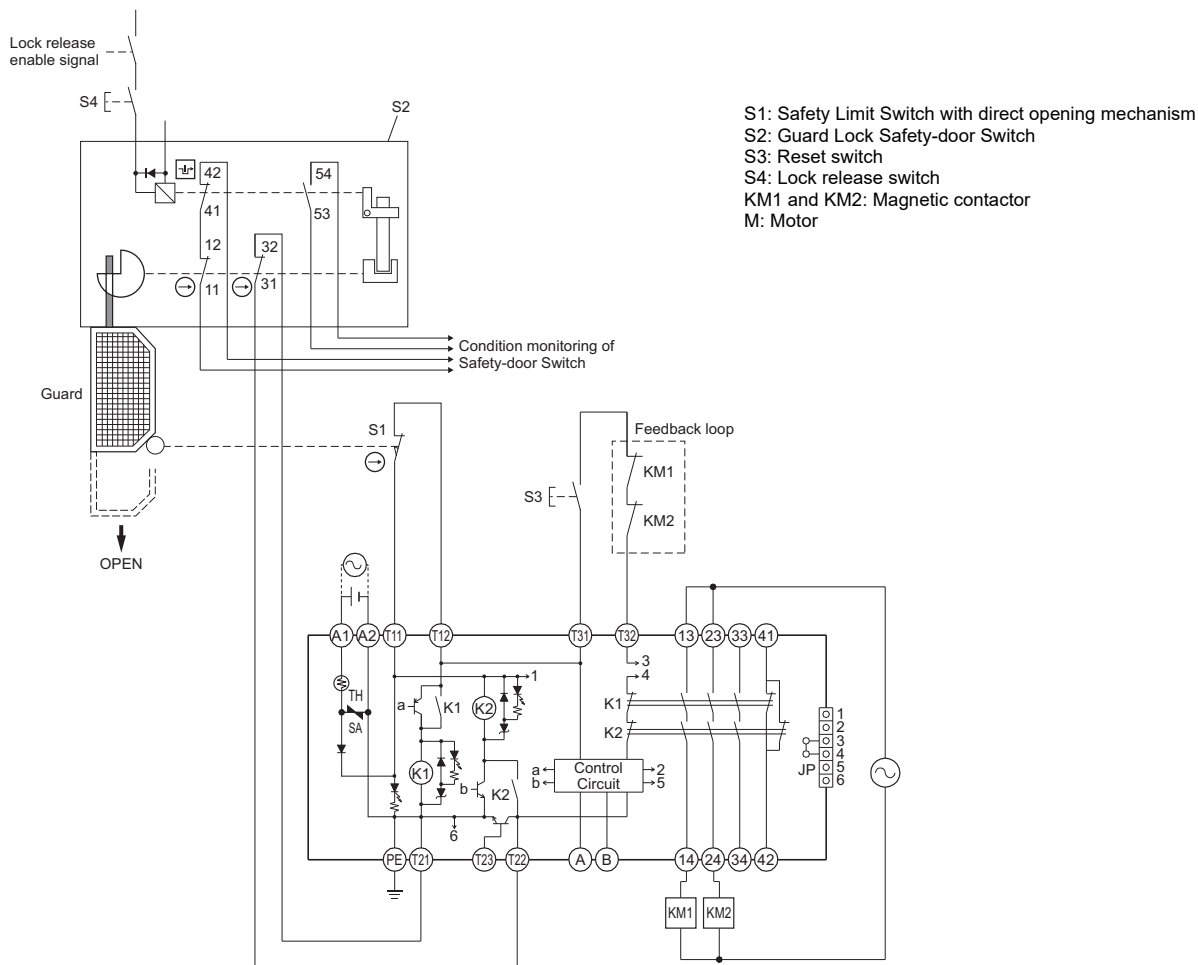 Lock release
enable signal
S4
S2
S1: Safety Limit Switch with direct opening mechanism
S2: Guard Lock Safety-door Switch
S3: Reset switch
S4: Lock release switch
KM1 and KM2: Magnetic contactor
M: Motor
42
54
41
53
12
32
11
31
Condition monitoring of
Safety-door Switch
Guard
S1
Feedback loop
KM1
S3
KM2
OPEN
A1 A2 T11 T12 T31 T32 13 23 33 41
3
1
4
TH
a
K1
K2
K1
SA
K2
1
2
3
4
5
6
JP
K1
b
K2
a
b
Control
Circuit
2
5
6
PE T21 T23 T22 A B 14 24 34 42
KM1
KM2